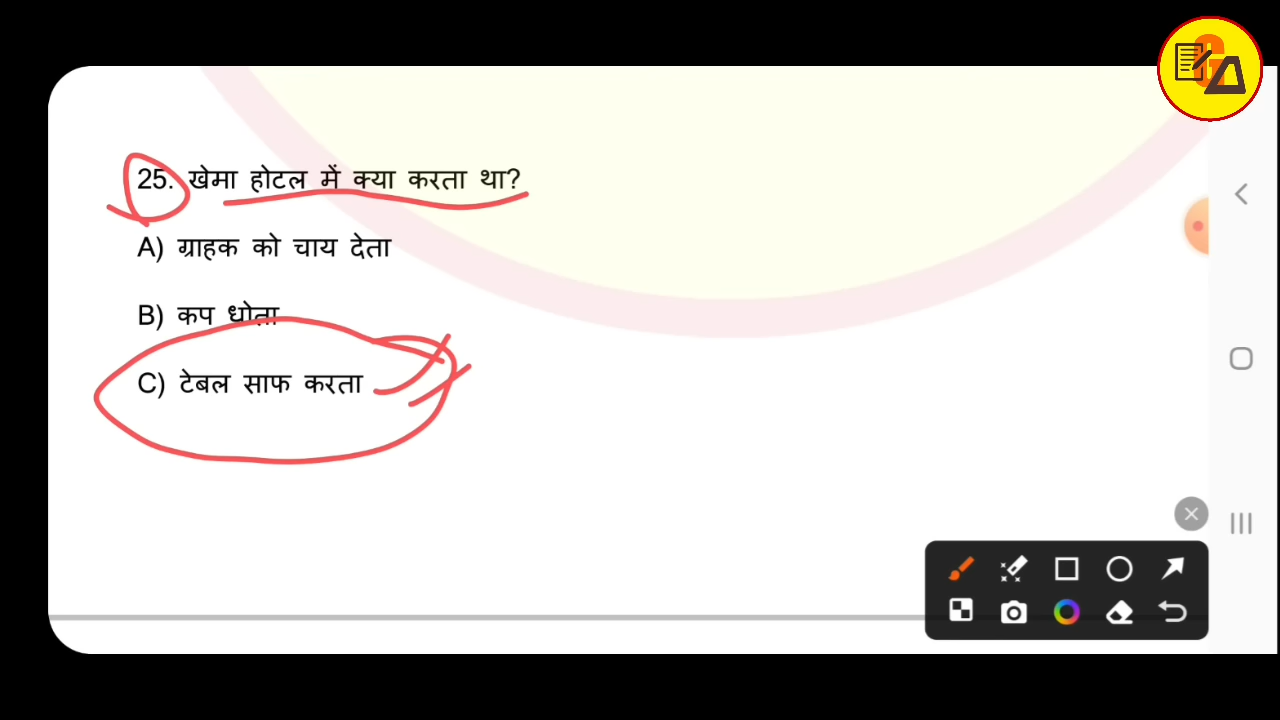 25. खेमा होटल में क्या करता था?
A) ग्राहक को चाय देता
B) कप धोता
C) टेबल साफ करता